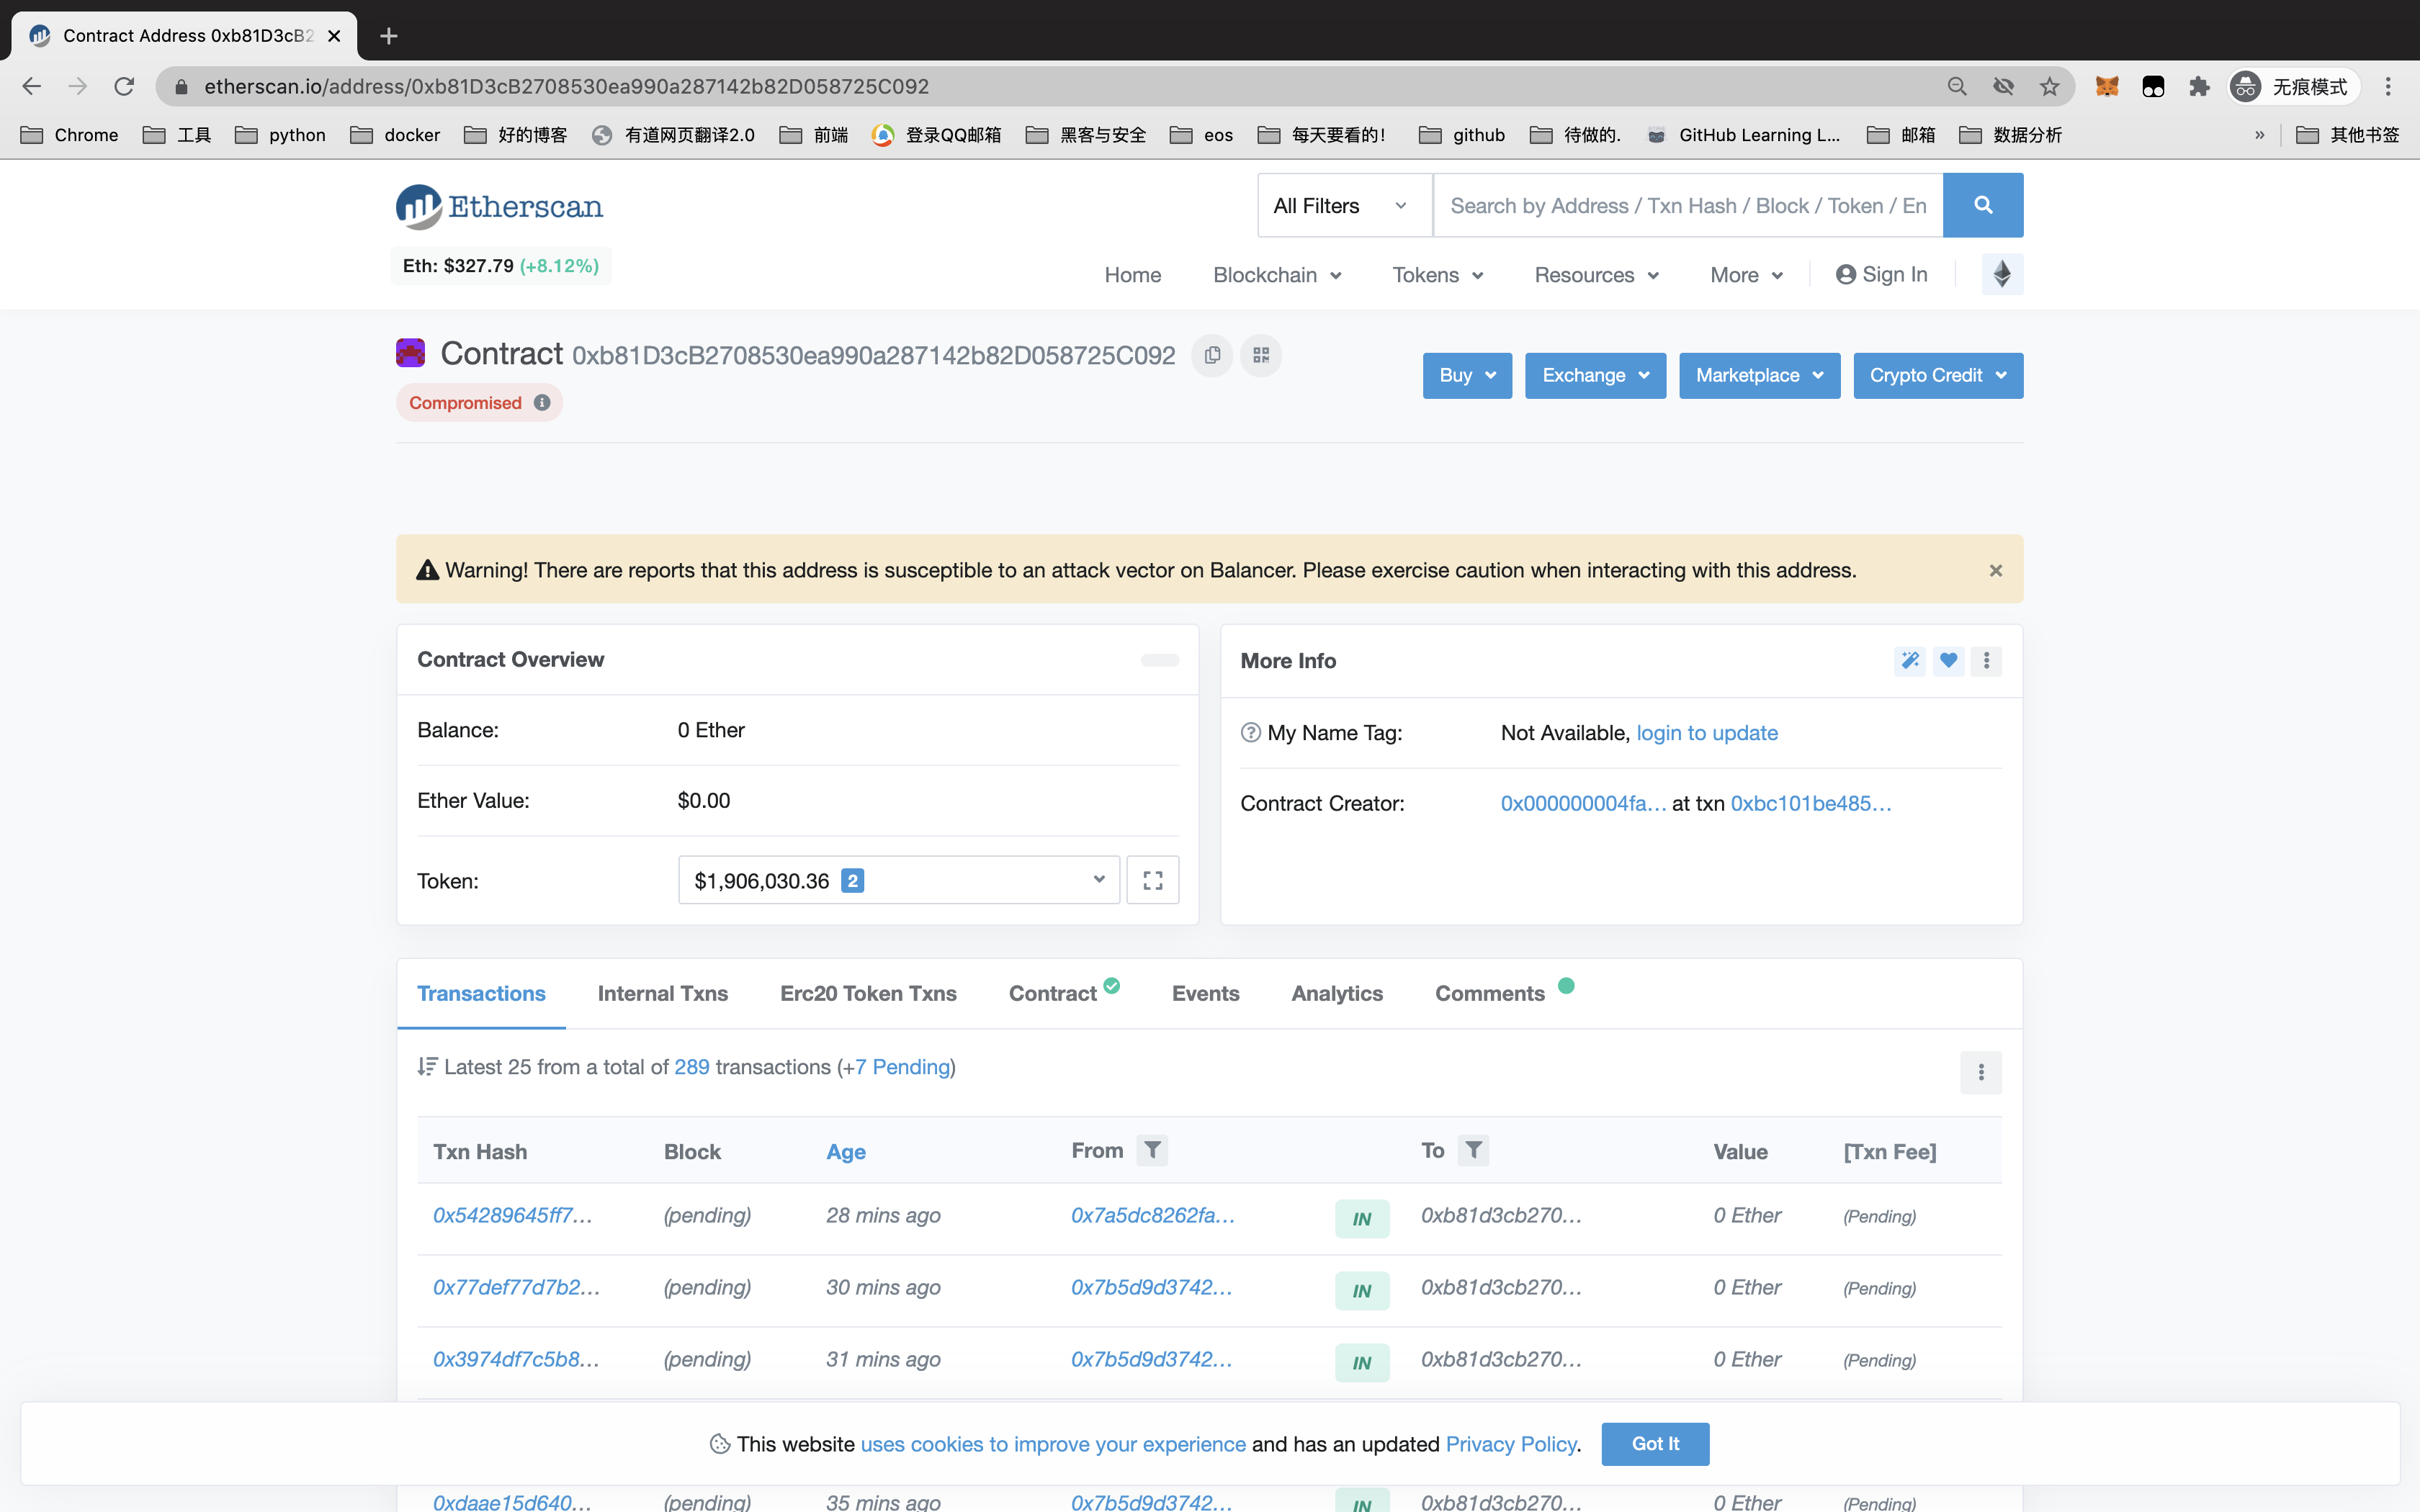 Contract Address 0xb81D3cB2
etherscan.io/address/0xb81D3cB2708530ea990a287142b82D058725C092
无痕模式
Chrome 工具 python docker 好的博客 有道网页翻译2.0 前端 登录QQ邮箱 黑客与安全 eos 每天要看的! github 待做的. GitHub Learning L... 邮箱 数据分析 » 其他书签
Etherscan
All Filters Search by Address / Txn Hash / Block / Token / En
Eth: $327.79 (+8.12%)
Home Blockchain Tokens Resources More Sign In
Contract 0xb81D3cB2708530ea990a287142b82D058725C092
Buy Exchange Marketplace Crypto Credit
Compromised
Warning! There are reports that this address is susceptible to an attack vector on Balancer. Please exercise caution when interacting with this address. ×
Contract Overview
Balance: 0 Ether
Ether Value: $0.00
Token: $1,906,030.36 2
More Info
My Name Tag: Not Available, login to update
Contract Creator: 0x000000004fa... at txn 0xbc101be485...
Transactions Internal Txns Erc20 Token Txns Contract Events Analytics Comments
Latest 25 from a total of 289 transactions (+7 Pending)
Txn Hash Block Age From To Value [Txn Fee]
0x54289645ff7... (pending) 28 mins ago 0x7a5dc8262fa... IN 0xb81d3cb270... 0 Ether (Pending)
0x77def77d7b2... (pending) 30 mins ago 0x7b5d9d3742... IN 0xb81d3cb270... 0 Ether (Pending)
0x3974df7c5b8... (pending) 31 mins ago 0x7b5d9d3742... IN 0xb81d3cb270... 0 Ether (Pending)
This website uses cookies to improve your experience and has an updated Privacy Policy. Got It
0xdaae15d640... (pending) 35 mins ago 0x7b5d9d3742... IN 0xb81d3cb270... 0 Ether (Pending)